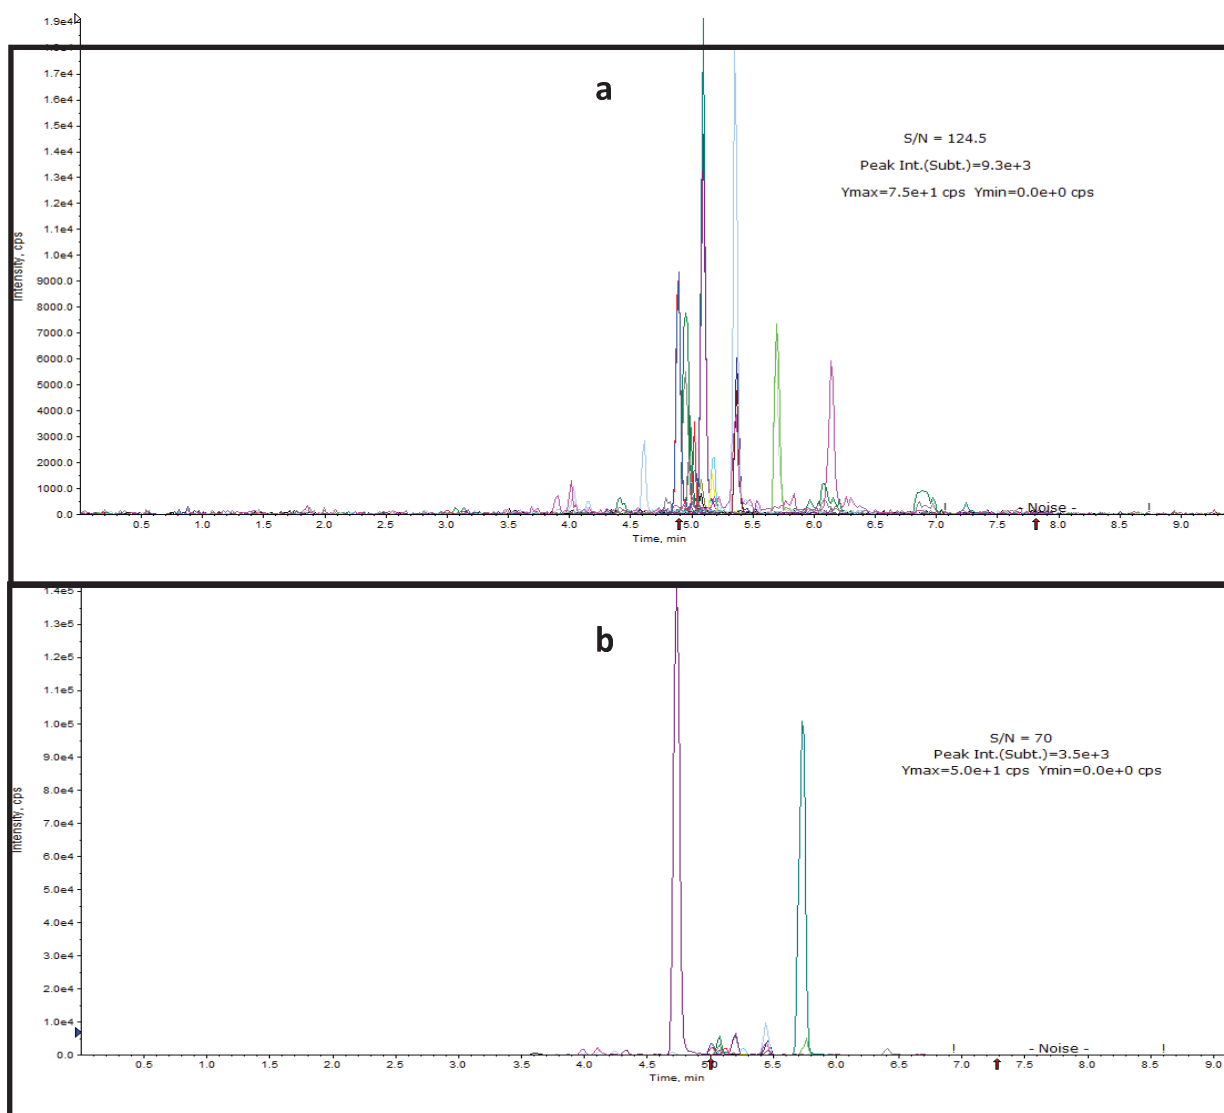 1.9e4
1.8e4
1.7e4
1.6e4
1.5e4
1.4e4
1.3e4
1.2e4
1.1e4
1.0e4
9000.0
8000.0
7000.0
6000.0
5000.0
4000.0
3000.0
2000.0
1000.0
0.0
Intensity, cps
a
S/N = 124.5
Peak Int.(Subt.)=9.3e+3
Ymax=7.5e+1 cps Ymin=0.0e+0 cps
! - Noise - !
0.5 1.0 1.5 2.0 2.5 3.0 3.5 4.0 4.5 5.0 5.5 6.0 6.5 7.0 7.5 8.0 8.5 9.0
Time, min
1.4e5
1.3e5
1.2e5
1.1e5
1.0e5
9.0e4
8.0e4
7.0e4
6.0e4
5.0e4
4.0e4
3.0e4
2.0e4
1.0e4
0.0
Intensity, cps
b
S/N = 70
Peak Int.(Subt.)=3.5e+3
Ymax=5.0e+1 cps Ymin=0.0e+0 cps
! - Noise - !
0.5 1.0 1.5 2.0 2.5 3.0 3.5 4.0 4.5 5.0 5.5 6.0 6.5 7.0 7.5 8.0 8.5 9.0
Time, min